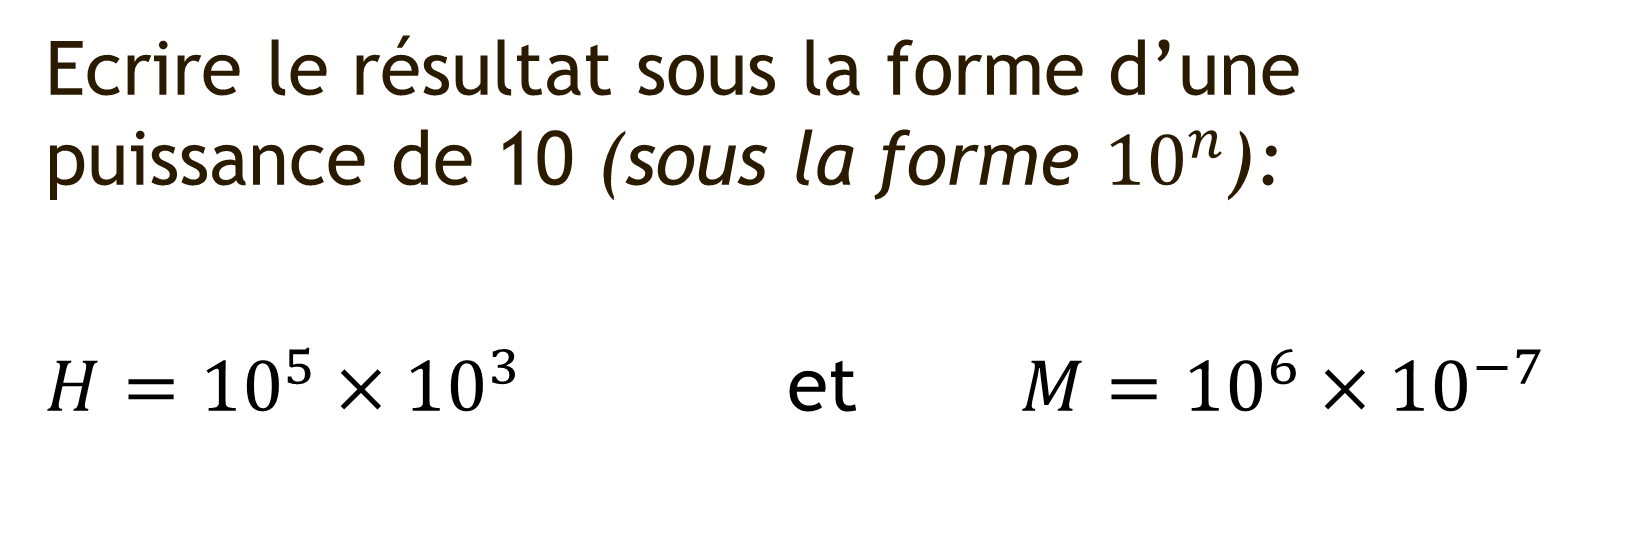 Ecrire le résultat sous la forme d’une
puissance de 10 (sous la forme 10ⁿ):
H = 10⁵ × 10³ et M = 10⁶ × 10⁻⁷